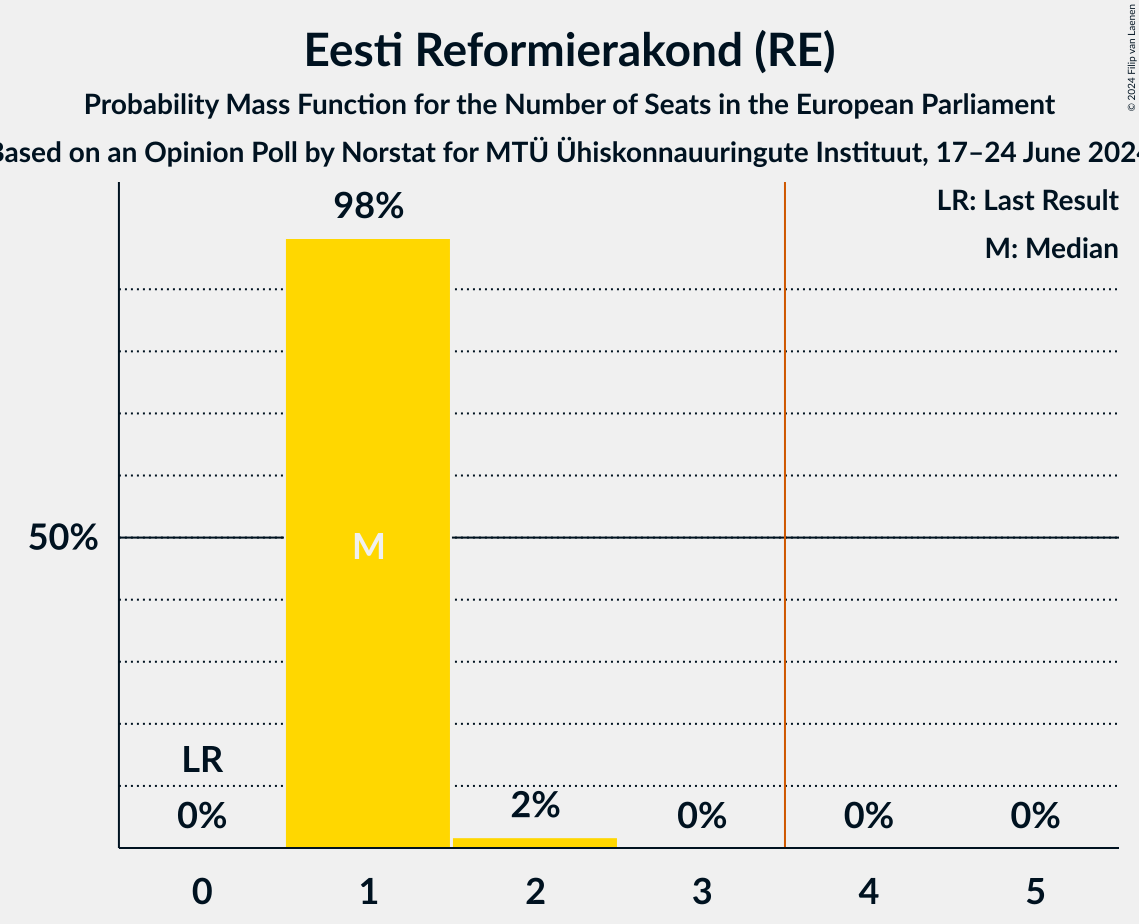 Eesti Reformierakond (RE)
Probability Mass Function for the Number of Seats in the European Parliament
Based on an Opinion Poll by Norstat for MTÜ Ühiskonnauuringute Instituut, 17–24 June 2024
© 2024 Filip van Laenen
LR: Last Result
M: Median
98%
50%
M
LR
0%
2%
0%
0%
0%
0
1
2
3
4
5